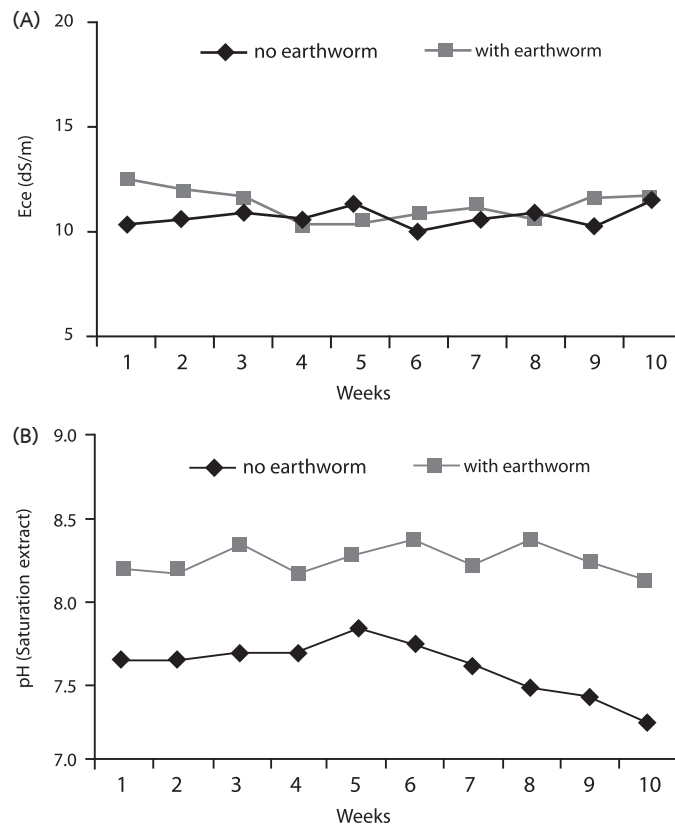 (A)
20
no earthworm
with earthworm
15
Ece (dS/m)
10
5
1 2 3 4 5 6 7 8 9 10
Weeks
(B)
9.0
no earthworm
with earthworm
8.5
pH (Saturation extract)
8.0
7.5
7.0
1 2 3 4 5 6 7 8 9 10
Weeks